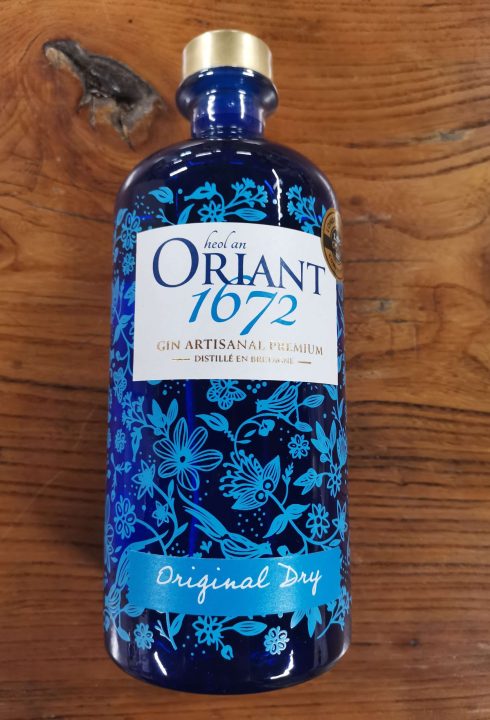 heol an
ORIANT
1672
GIN ARTISANAL PREMIUM
DISTILLÉ EN BRETAGNE
Original Dry